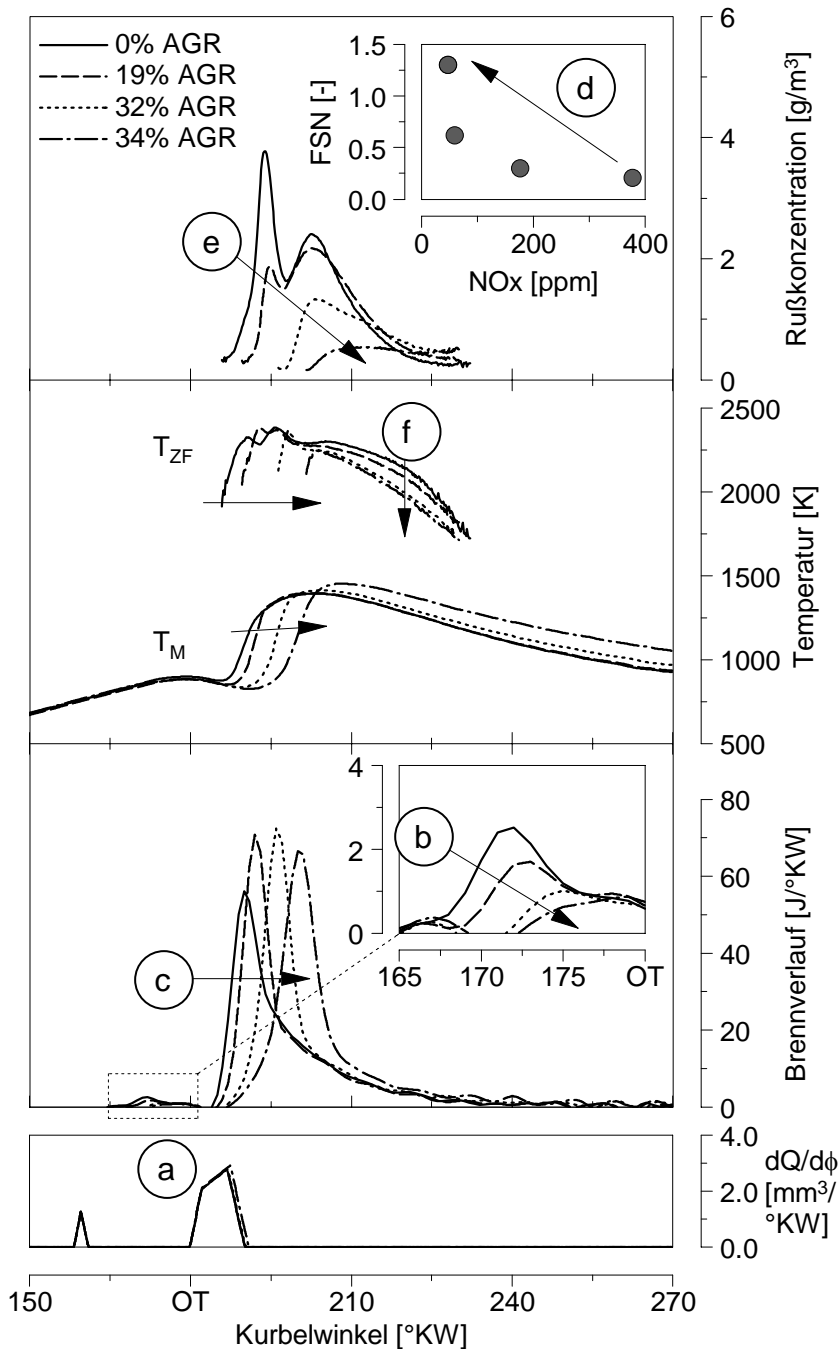 0% AGR
19% AGR
32% AGR
34% AGR
1.5
1.0
0.5
0.0
FSN [-]
d
0
200
400
NOx [ppm]
e
6
4
2
0
Rußkonzentration [g/m³]
T_ZF
f
T_M
2500
2000
1500
1000
500
Temperatur [K]
4
2
0
b
165
170
175
OT
c
80
60
40
20
0
Brennverlauf [J/°KW]
a
4.0
2.0
0.0
dQ/dϕ
[mm³/
°KW]
150
OT
210
240
270
Kurbelwinkel [°KW]